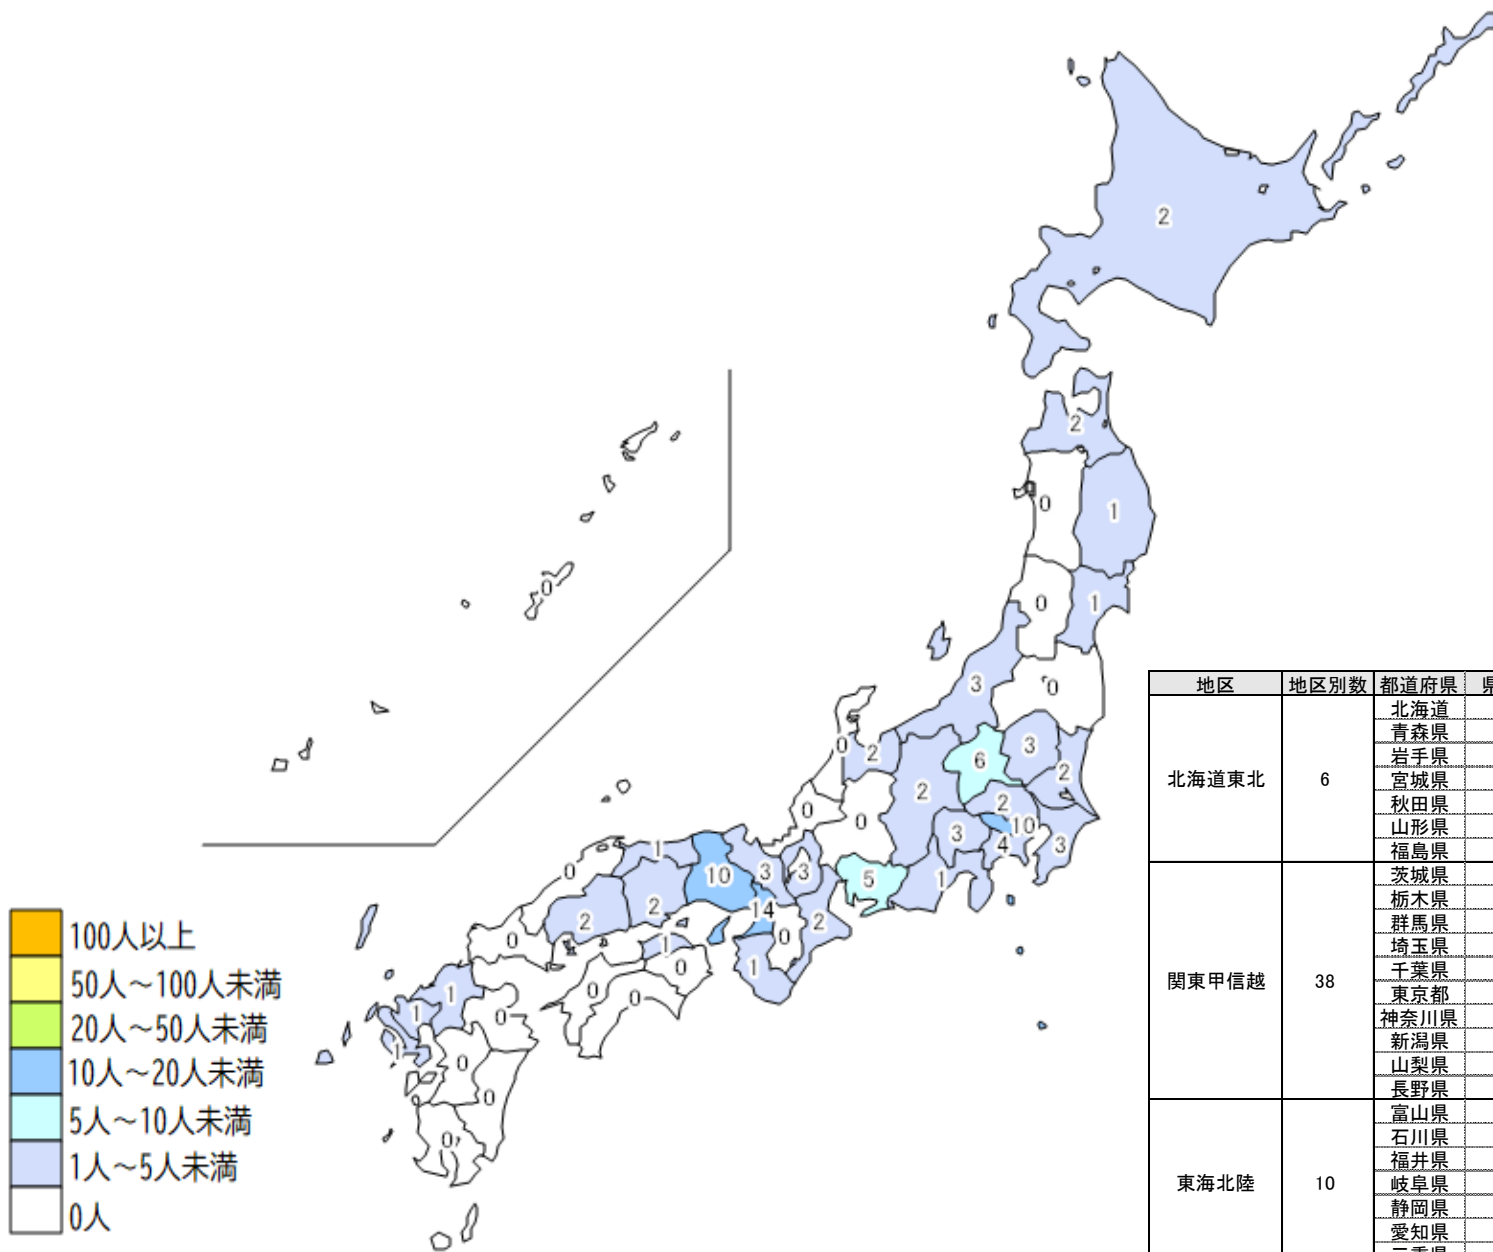 2
2
0
1
0
1
3
0
0
2
6
3
2
2
2
10
0
0
3
4
3
1
0
10
3
3
5
1
2
2
14
2
0
0
1
0
1
0
1
0
0
1
0
1
0
0
0
0
100人以上
50人～100人未満
20人～50人未満
10人～20人未満
5人～10人未満
1人～5人未満
0人
地区 地区別数 都道府県 県
北海道東北 6 北海道
青森県
岩手県
宮城県
秋田県
山形県
福島県
関東甲信越 38 茨城県
栃木県
群馬県
埼玉県
千葉県
東京都
神奈川県
新潟県
山梨県
長野県
東海北陸 10 富山県
石川県
福井県
岐阜県
静岡県
愛知県
三重県